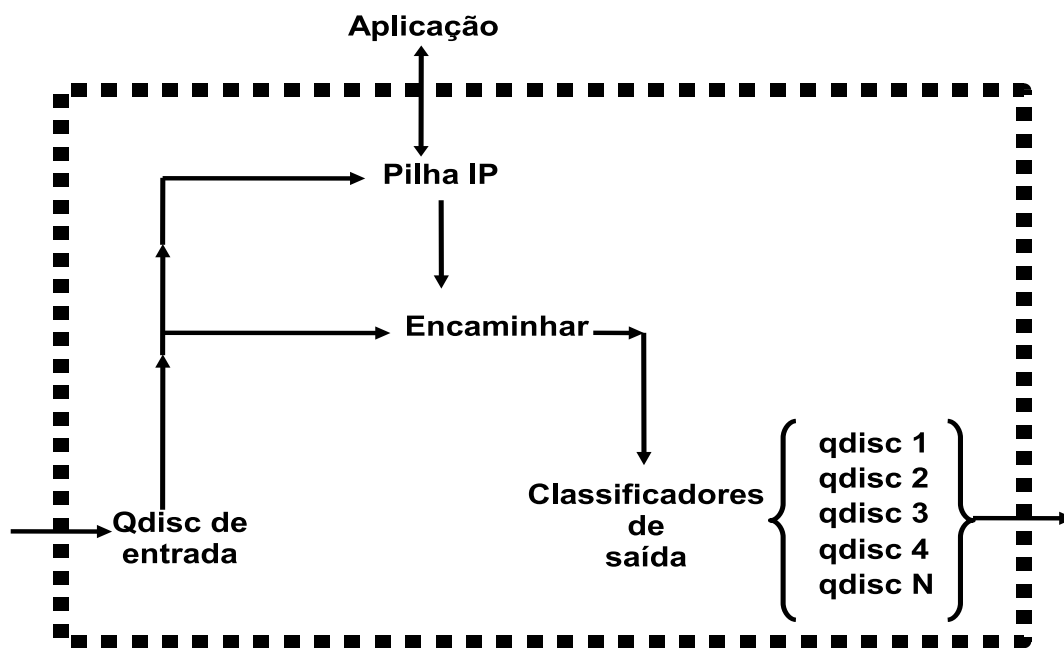 Aplicação
Pilha IP
Encaminhar
Qdisc de
entrada
Classificadores
de
saída
qdisc 1
qdisc 2
qdisc 3
qdisc 4
qdisc N